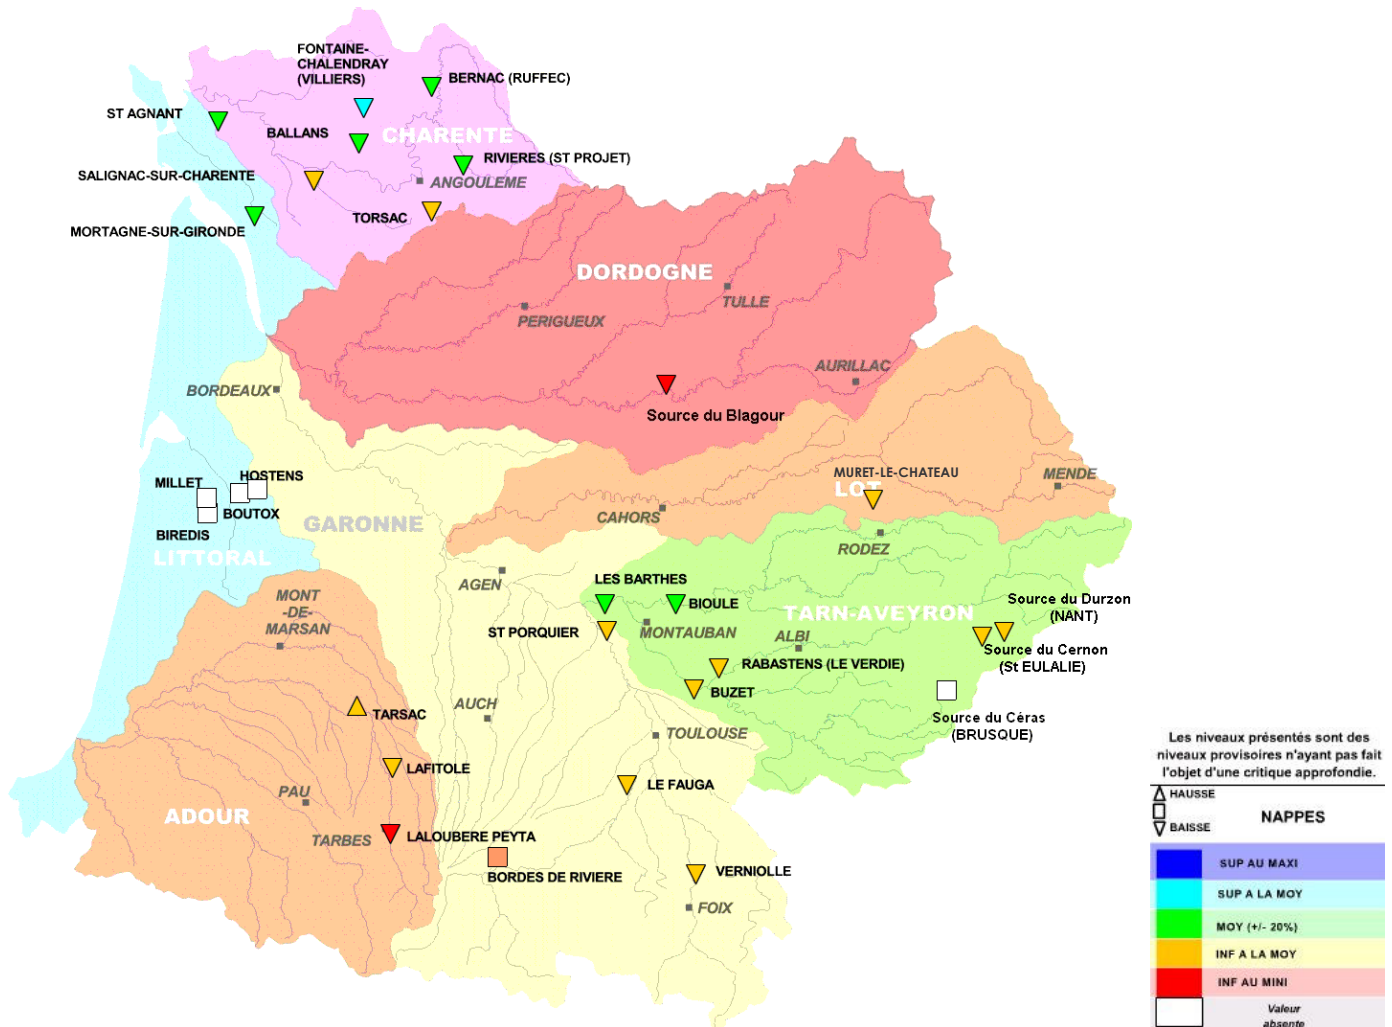 FONTAINE-
CHALENDRAY
(VILLIERS)
BERNAC (RUFFEC)
ST AGNANT
BALLANS
CHARENTE
RIVIERES (ST PROJET)
SALIGNAC-SUR-CHARENTE
ANGOULEME
TORSAC
MORTAGNE-SUR-GIRONDE
DORDOGNE
TULLE
PERIGUEUX
AURILLAC
BORDEAUX
Source du Blagour
MURET-LE-CHATEAU
MENDE
LOT
HOSTENS
MILLET
BOUTOX
BIREDIS
GARONNE
CAHORS
RODEZ
LITTORAL
AGEN
LES BARTHES
BIOULE
TARN-AVEYRON
Source du Durzon
(NANT)
MONT
-DE-
MARSAN
ST PORQUIER
MONTAUBAN
ALBI
Source du Cernon
(St EULALIE)
RABASTENS (LE VERDIE)
BUZET
TARSAC
AUCH
Source du Céras
(BRUSQUE)
TOULOUSE
LAFITOLE
LE FAUGA
PAU
ADOUR
TARBES
LALOUBERE PEYTA
BORDES DE RIVIERE
VERNIOLLE
FOIX
Les niveaux présentés sont des
niveaux provisoires n'ayant pas fait
l'objet d'une critique approfondie.
HAUSSE
NAPPES
BAISSE
SUP AU MAXI
SUP A LA MOY
MOY (+/- 20%)
INF A LA MOY
INF AU MINI
Valeur
absente